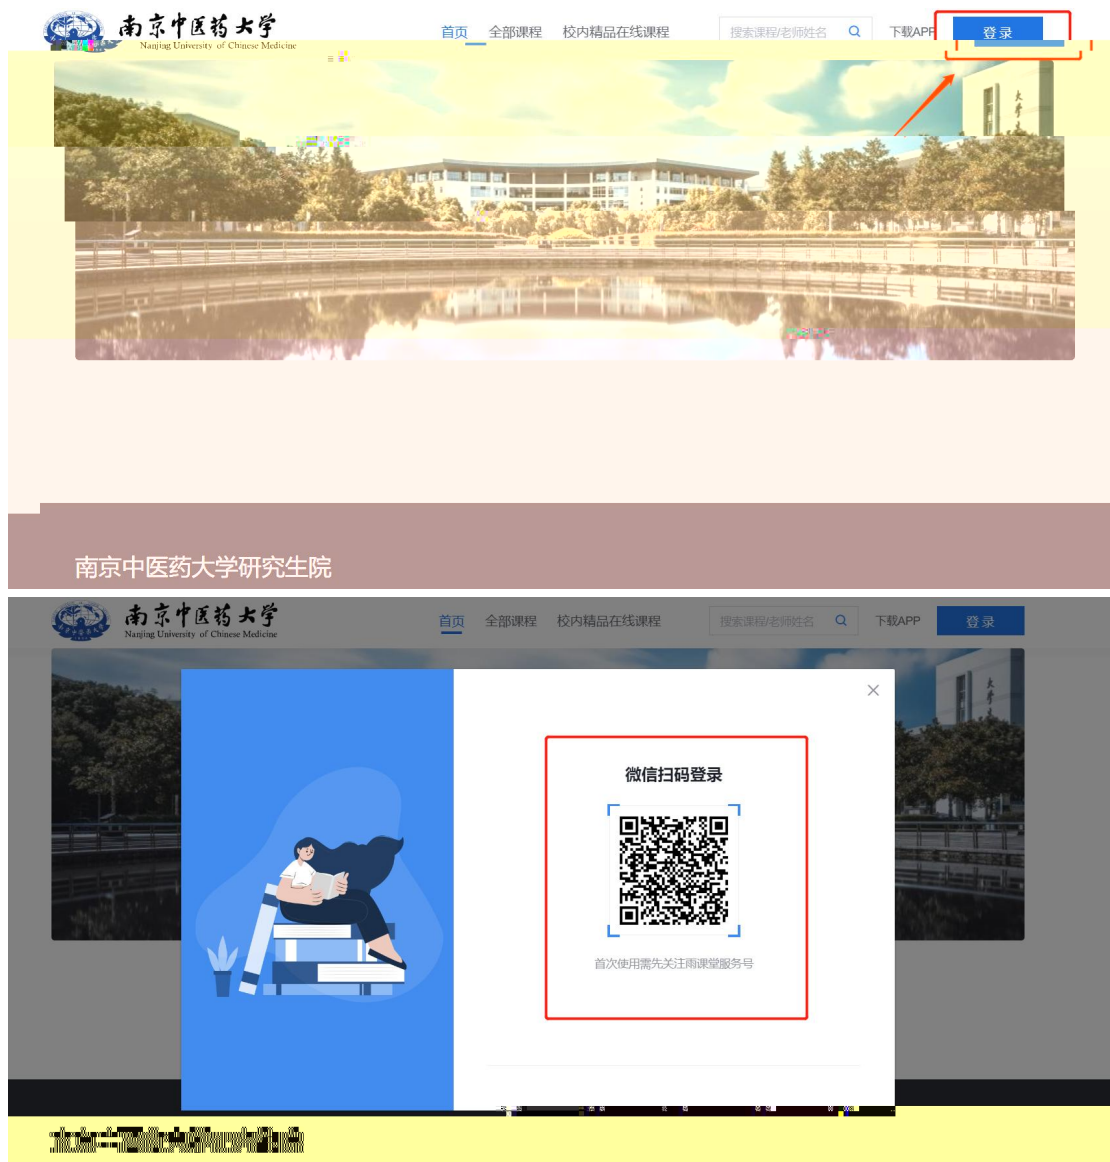 南京中医药大学
Nanjing University of Chinese Medicine
首页 全部课程 校内精品在线课程 搜索课程/老师姓名 下载APP 登录
大学
南京中医药大学研究生院
南京中医药大学
Nanjing University of Chinese Medicine
首页 全部课程 校内精品在线课程 搜索课程/老师姓名 下载APP 登录
大学
微信扫码登录
首次使用需先关注雨课堂服务号